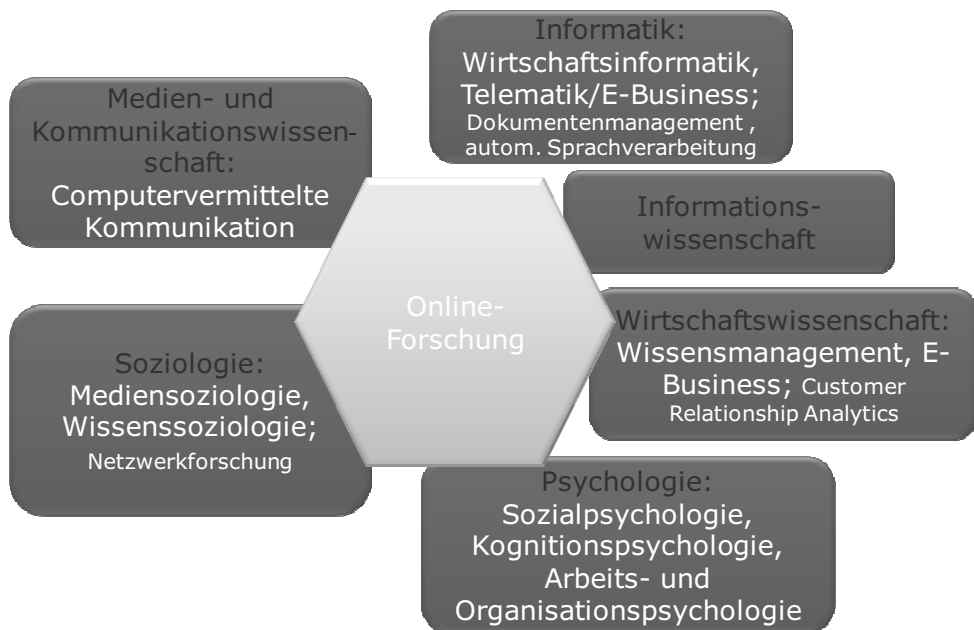 Informatik:
Wirtschaftsinformatik,
Telematik/E-Business;
Dokumentenmanagement ,
autom. Sprachverarbeitung
Medien- und
Kommunikationswissen-
schaft:
Computervermittelte
Kommunikation
Informations-
wissenschaft
Online-
Forschung
Wirtschaftswissenschaft:
Wissensmanagement, E-
Business; Customer
Relationship Analytics
Soziologie:
Mediensoziologie,
Wissenssoziologie;
Netzwerkforschung
Psychologie:
Sozialpsychologie,
Kognitionspsychologie,
Arbeits- und
Organisationspsychologie